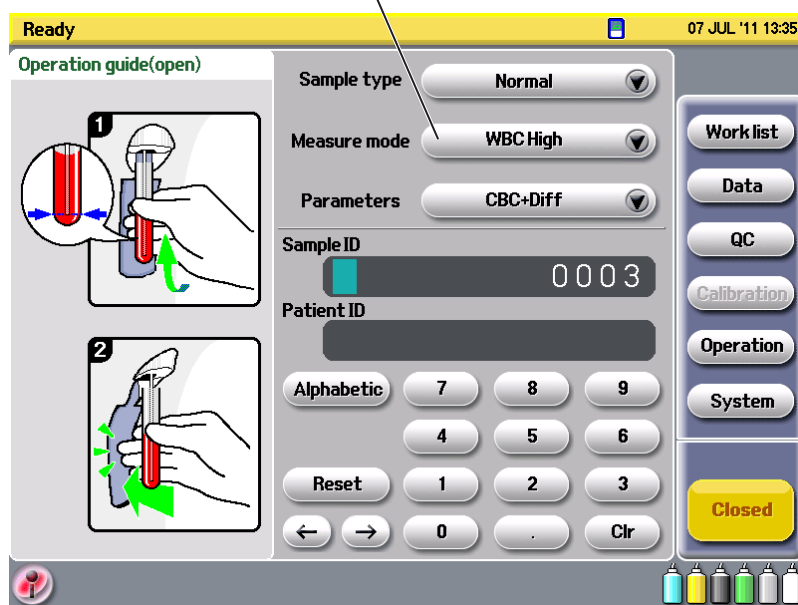 Ready
07 JUL '11 13:35
Operation guide(open)
1
2
Sample type
Normal
Measure mode
WBC High
Parameters
CBC+Diff
Sample ID
0003
Patient ID
Alphabetic 7 8 9
4 5 6
Reset 1 2 3
← → 0 . Clr
Work list
Data
QC
Calibration
Operation
System
Closed